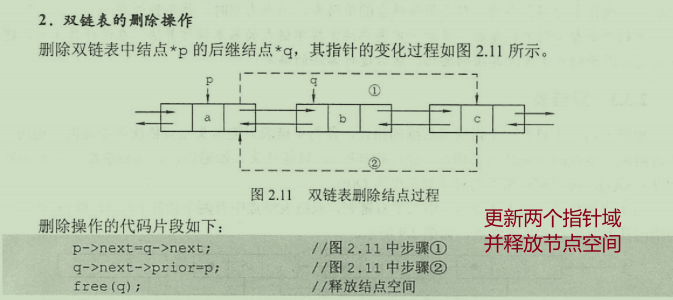 2．双链表的删除操作
删除双链表中结点*p 的后继结点*q，其指针的变化过程如图 2.11 所示。
p q ①
a b c
②
图 2.11 双链表删除结点过程
删除操作的代码片段如下：
p->next=q->next; //图 2.11 中步骤①
q->next->prior=p; //图 2.11 中步骤②
free(q); //释放结点空间
更新两个指针域
并释放节点空间